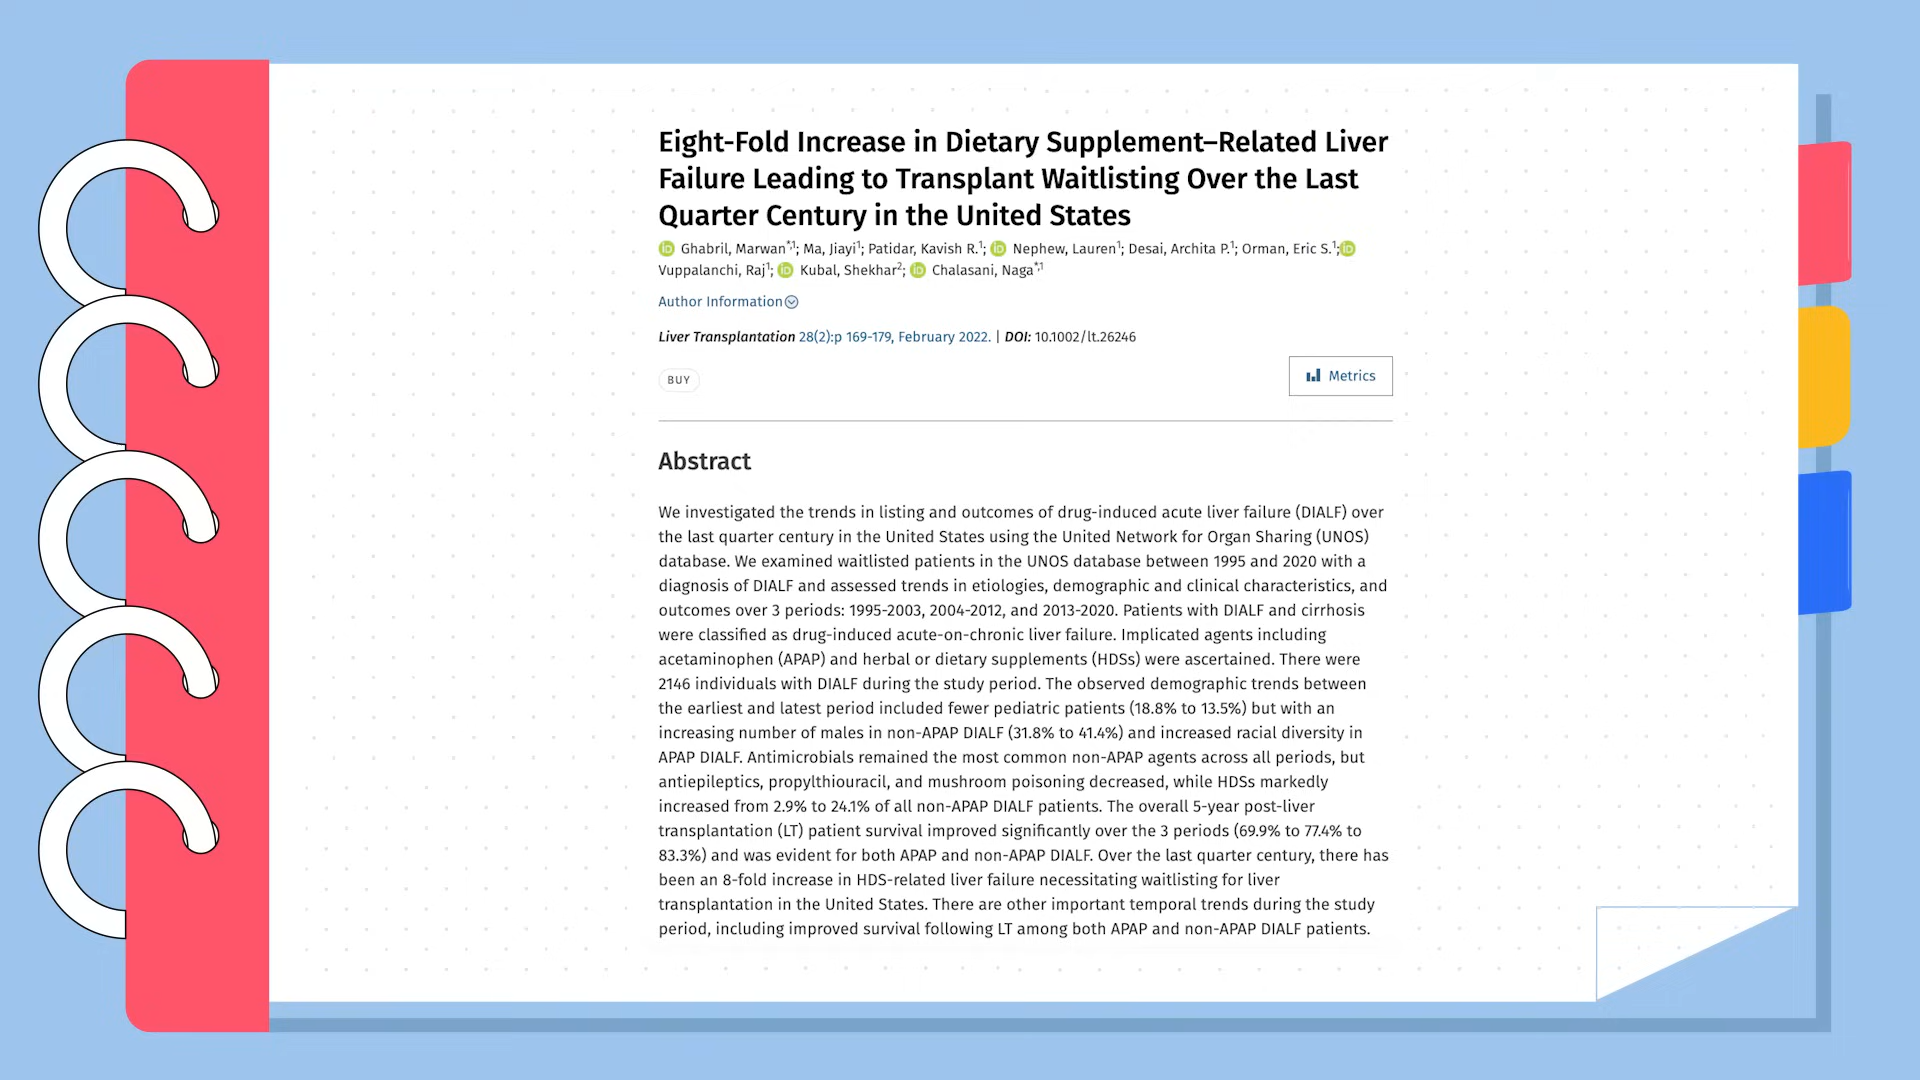 Eight-Fold Increase in Dietary Supplement–Related Liver
Failure Leading to Transplant Waitlisting Over the Last
Quarter Century in the United States
iD Ghabril, Marwan*,1; Ma, Jiayi1; Patidar, Kavish R.1; iD Nephew, Lauren1; Desai, Archita P.1; Orman, Eric S.1; iD
Vuppalanchi, Raj1; iD Kubal, Shekhar2; iD Chalasani, Naga*,1
Author Information
Liver Transplantation 28(2):p 169-179, February 2022. | DOI: 10.1002/lt.26246
BUY
Metrics
Abstract
We investigated the trends in listing and outcomes of drug-induced acute liver failure (DIALF) over
the last quarter century in the United States using the United Network for Organ Sharing (UNOS)
database. We examined waitlisted patients in the UNOS database between 1995 and 2020 with a
diagnosis of DIALF and assessed trends in etiologies, demographic and clinical characteristics, and
outcomes over 3 periods: 1995-2003, 2004-2012, and 2013-2020. Patients with DIALF and cirrhosis
were classified as drug-induced acute-on-chronic liver failure. Implicated agents including
acetaminophen (APAP) and herbal or dietary supplements (HDSs) were ascertained. There were
2146 individuals with DIALF during the study period. The observed demographic trends between
the earliest and latest period included fewer pediatric patients (18.8% to 13.5%) but with an
increasing number of males in non-APAP DIALF (31.8% to 41.4%) and increased racial diversity in
APAP DIALF. Antimicrobials remained the most common non-APAP agents across all periods, but
antiepileptics, propylthiouracil, and mushroom poisoning decreased, while HDSs markedly
increased from 2.9% to 24.1% of all non-APAP DIALF patients. The overall 5-year post-liver
transplantation (LT) patient survival improved significantly over the 3 periods (69.9% to 77.4% to
83.3%) and was evident for both APAP and non-APAP DIALF. Over the last quarter century, there has
been an 8-fold increase in HDS-related liver failure necessitating waitlisting for liver
transplantation in the United States. There are other important temporal trends during the study
period, including improved survival following LT among both APAP and non-APAP DIALF patients.